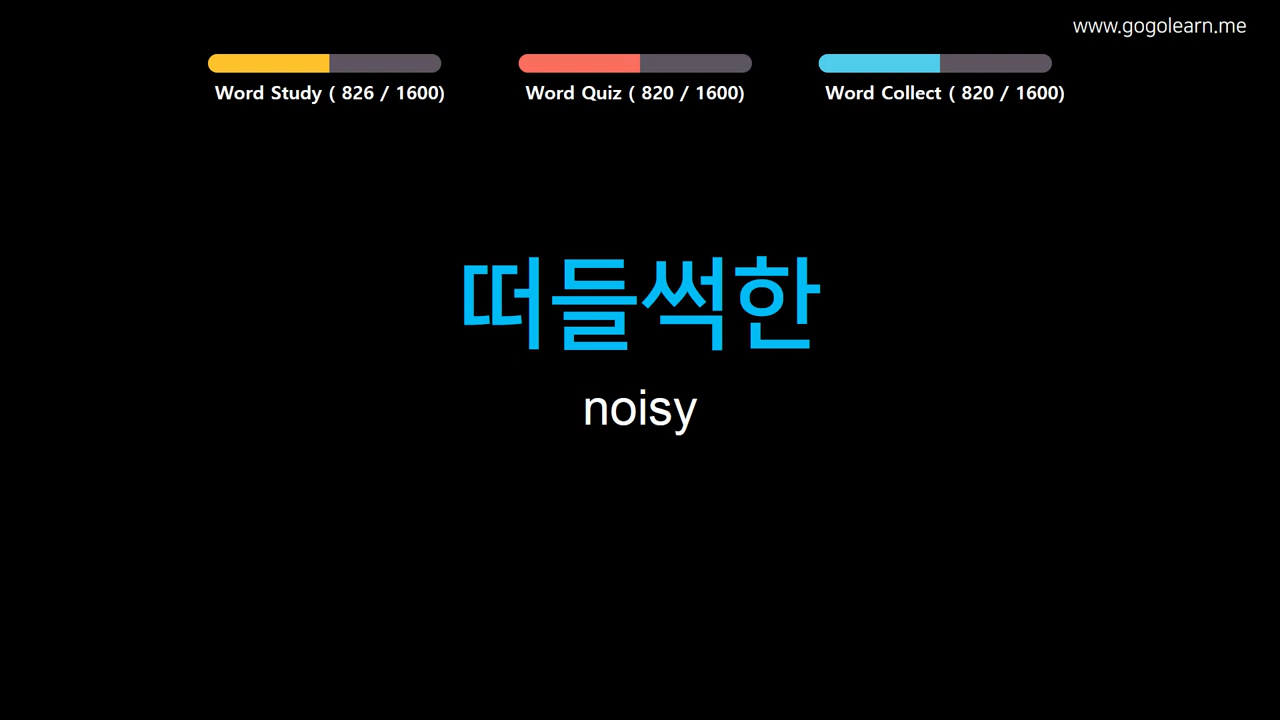 www.gogolearn.me
Word Study ( 826 / 1600)
Word Quiz ( 820 / 1600)
Word Collect ( 820 / 1600)
떠들썩한
noisy